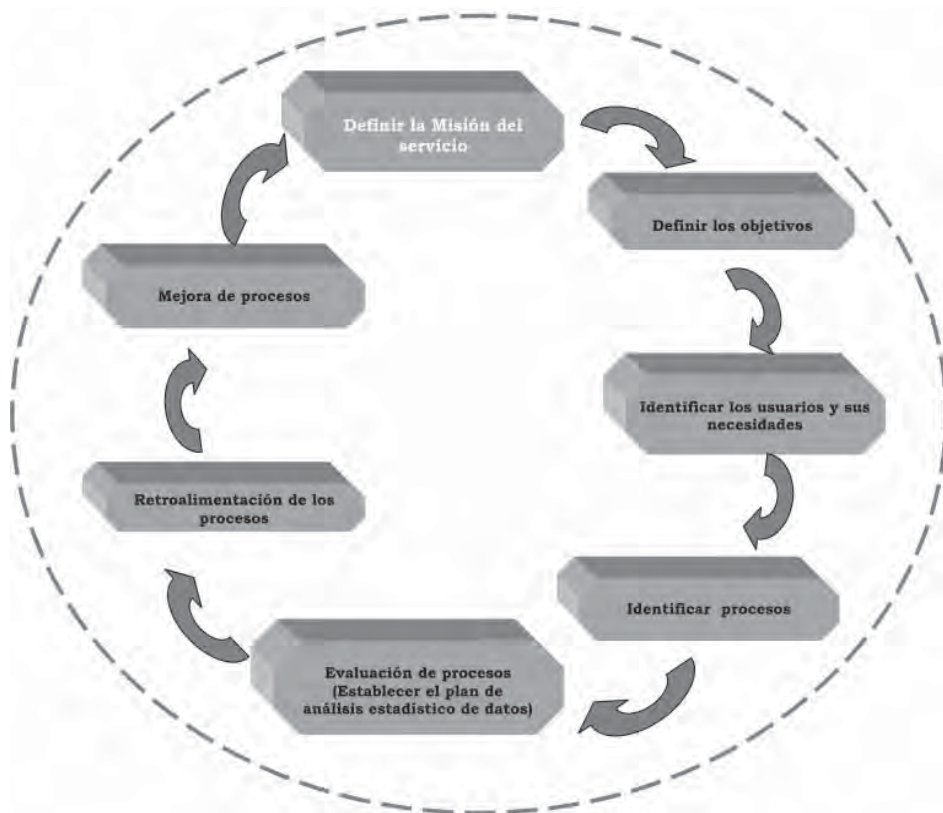 Definir la Misión del
servicio
Definir los objetivos
Identificar los usuarios y sus
necesidades
Identificar procesos
Evaluación de procesos
(Establecer el plan de
análisis estadístico de datos)
Retroalimentación de los
procesos
Mejora de procesos